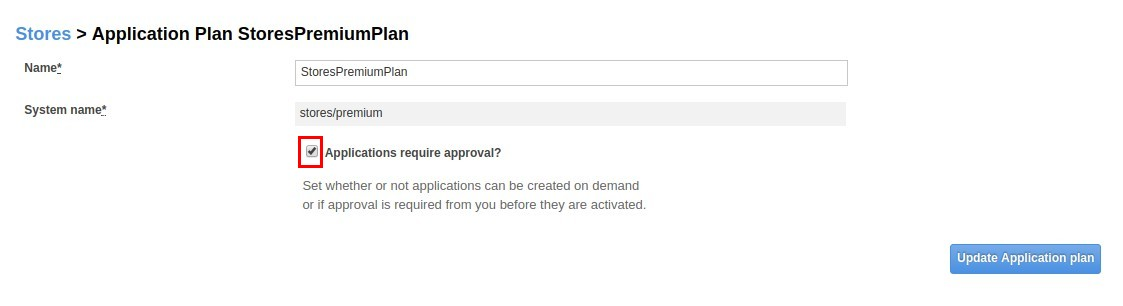 Stores > Application Plan StoresPremiumPlan
Name*
StoresPremiumPlan
System name*
stores/premium
Applications require approval?
Set whether or not applications can be created on demand
or if approval is required from you before they are activated.
Update Application plan